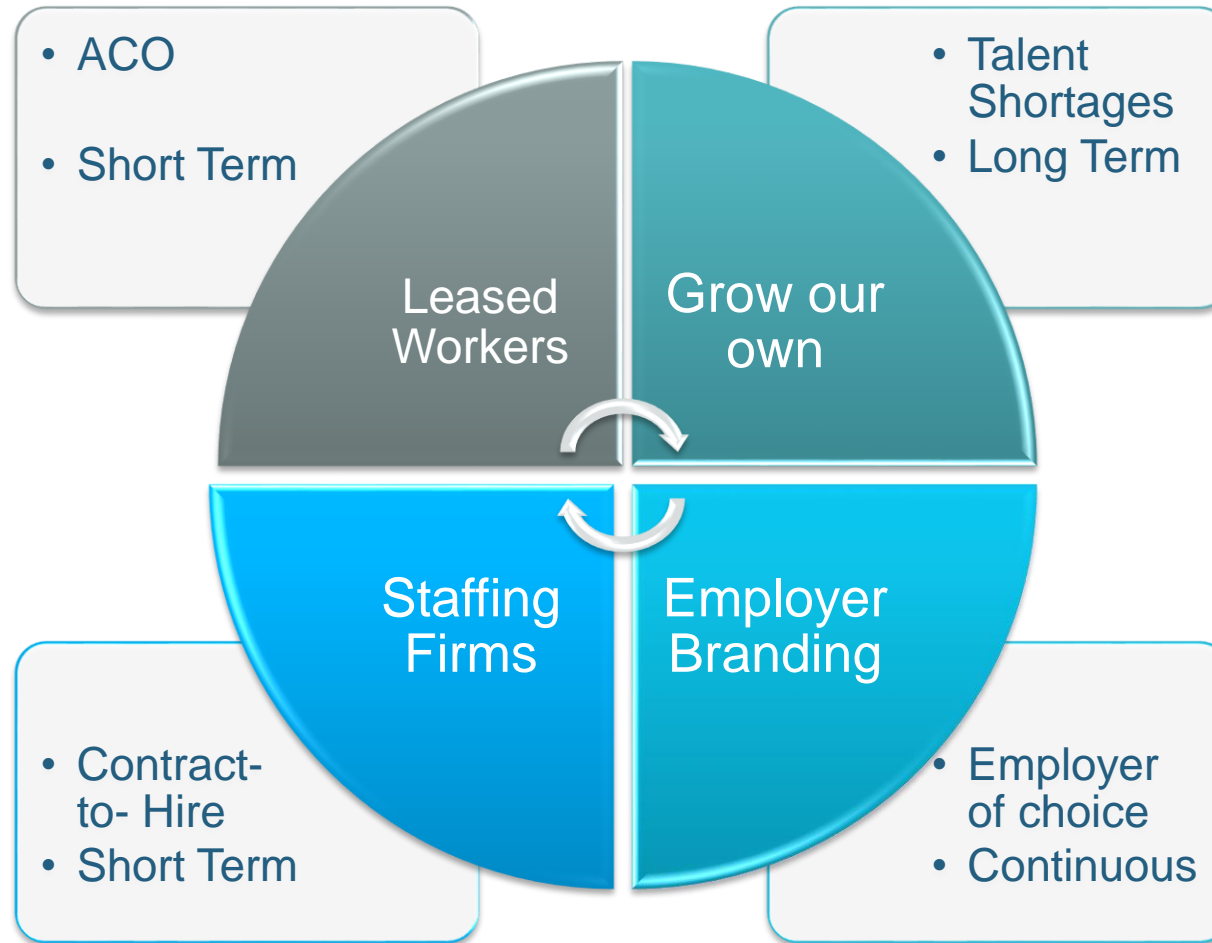 • ACO
• Short Term
• Talent
Shortages
• Long Term
Leased
Workers
Grow our
own
Staffing
Firms
Employer
Branding
• Contract-
to- Hire
• Short Term
• Employer
of choice
• Continuous